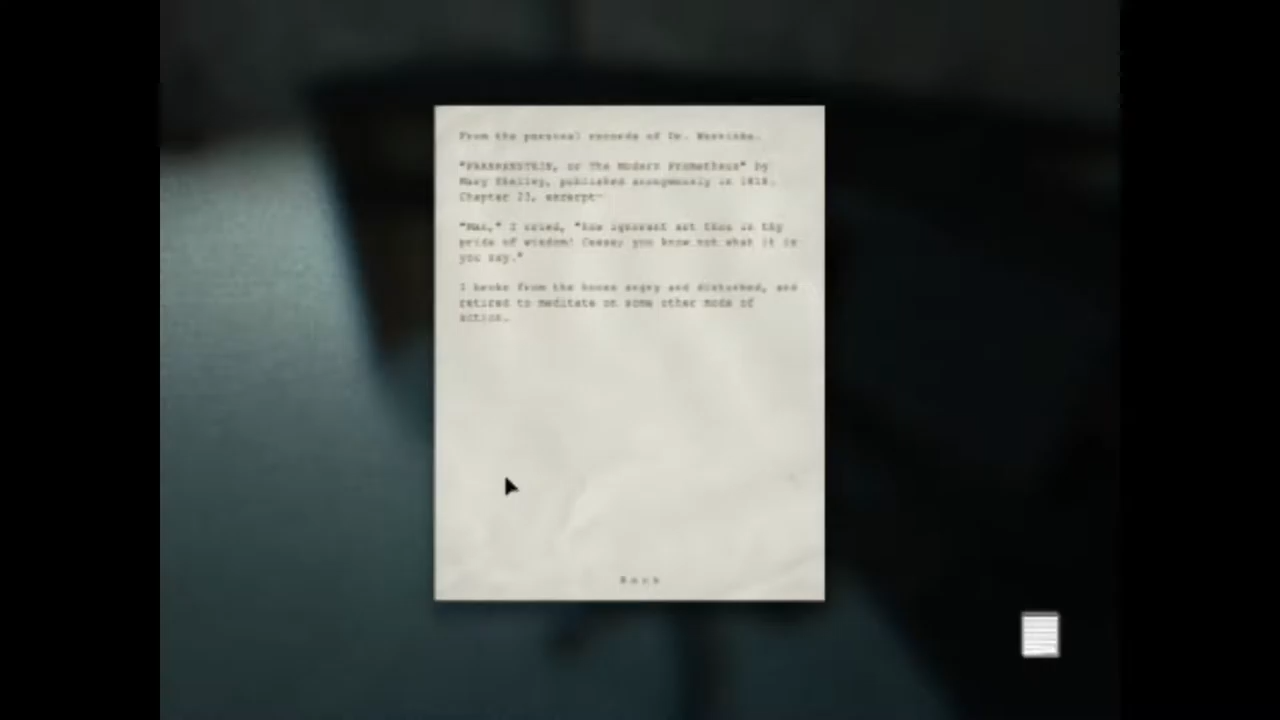 From the personal records of Dr.
"FRANKENSTEIN, or The Modern Prometheus" by
Mary Shelley, published anonymously in 1818.
Chapter 23, excerpt-
"Man," I cried, "how ignorant art thou in thy
pride of wisdom! Cease; you know not what it is
you say."
I broke from the house angry and disturbed, and
retired to meditate on some other mode of
action.
Back